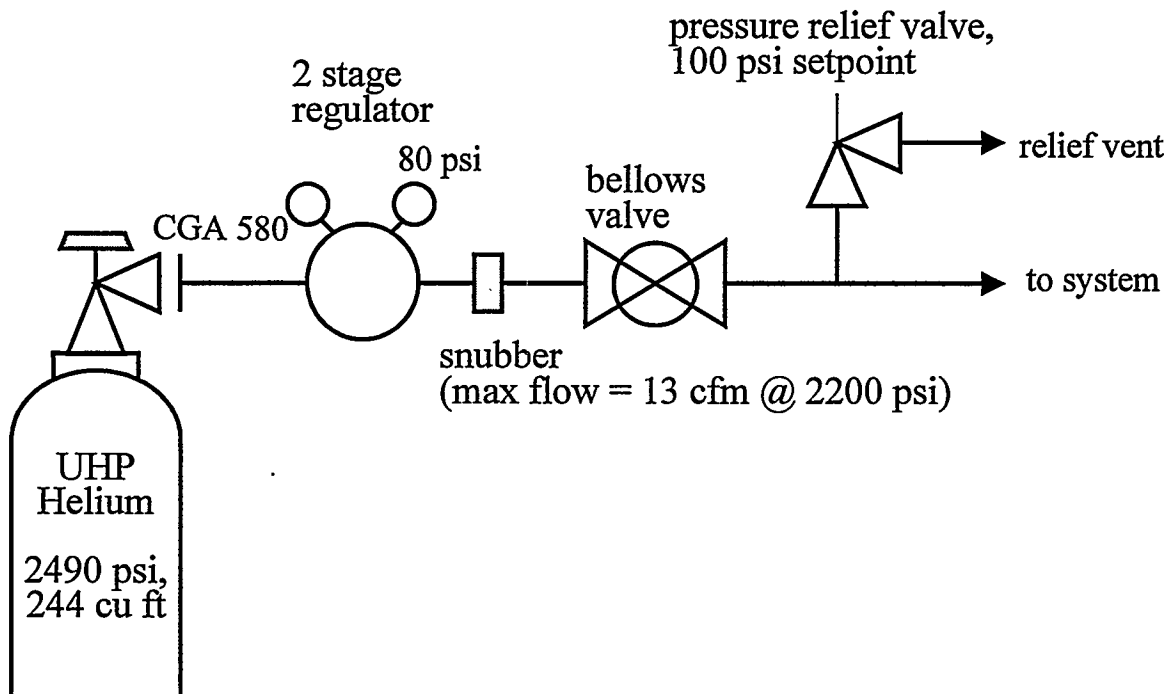 pressure relief valve,
100 psi setpoint
2 stage
regulator
80 psi
relief vent
bellows
valve
CGA 580
to system
snubber
(max flow = 13 cfm @ 2200 psi)
UHP
Helium
2490 psi,
244 cu ft